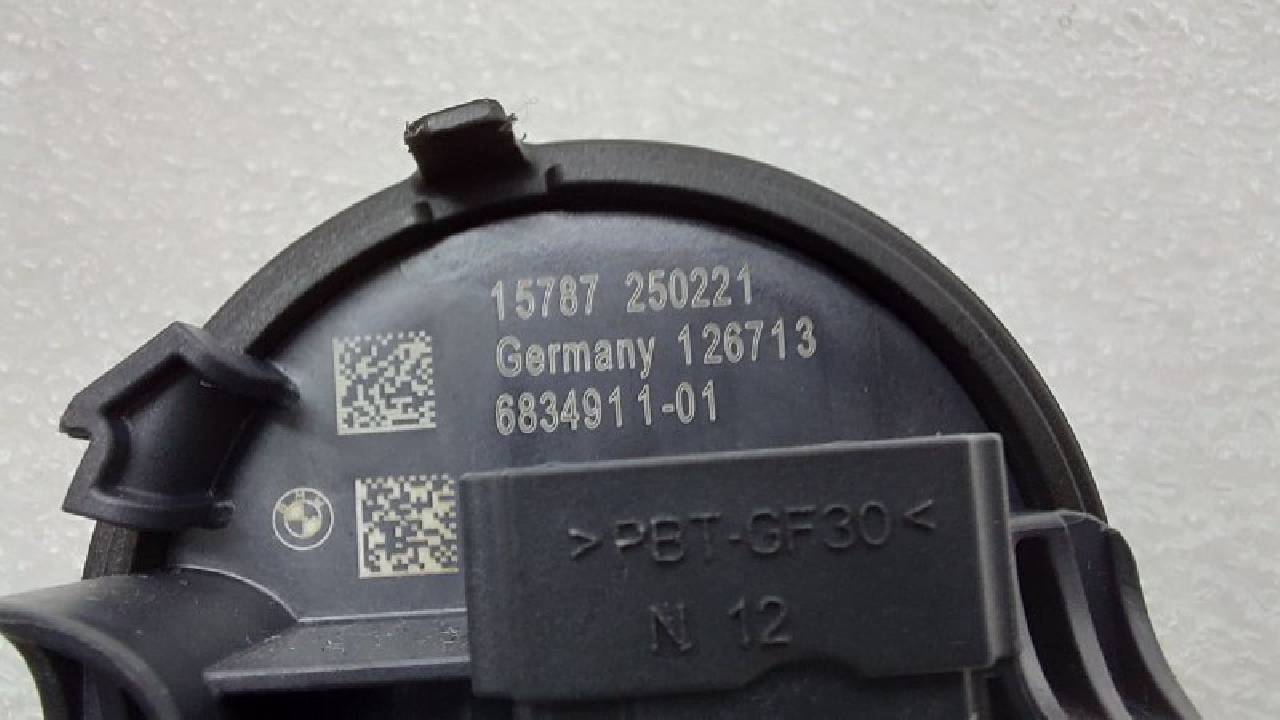 15787 250221
Germany 126713
6834911-01
>PBT-GF30<
N 12